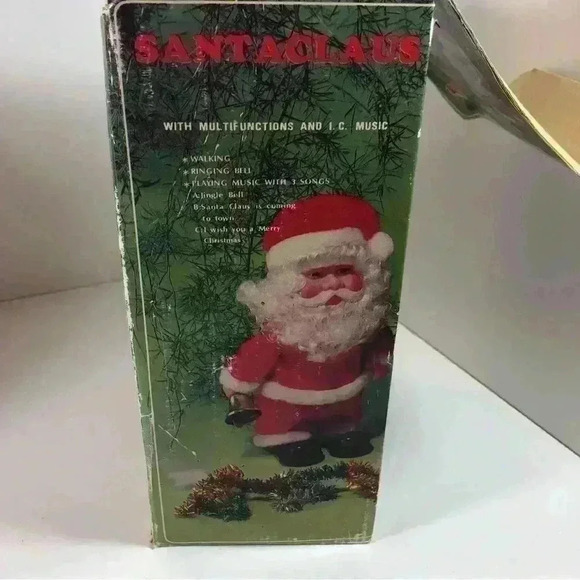 SANTACLAUS
WITH MULTIFUNCTIONS AND I.C. MUSIC
* WALKING
* RINGING BELL
* PLAYING MUSIC WITH 3 SONGS
A:Jingle Bell
B:Santa Claus is coming
to town
C:I wish you a Merry
Christmas